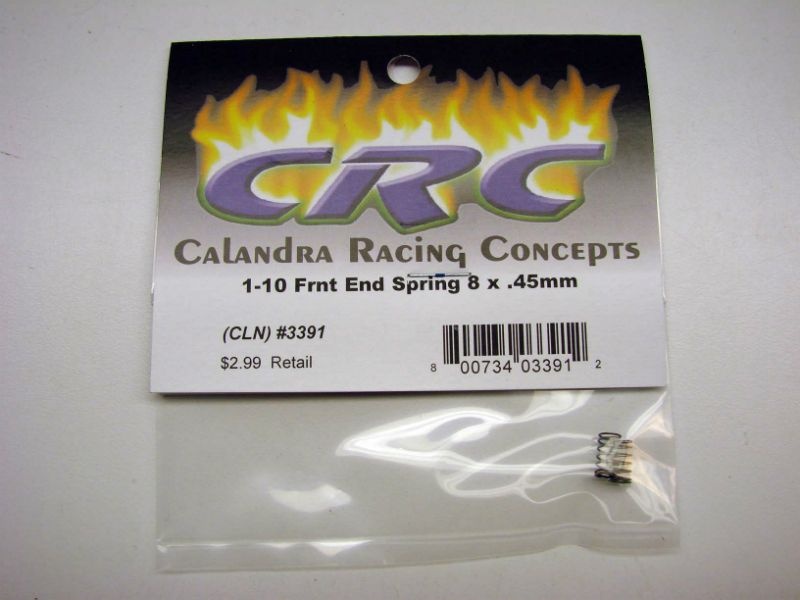 CRC
Calandra Racing Concepts
1-10 Frnt End Spring 8 x .45mm
(CLN) #3391
$2.99 Retail
8 00734 03391 2